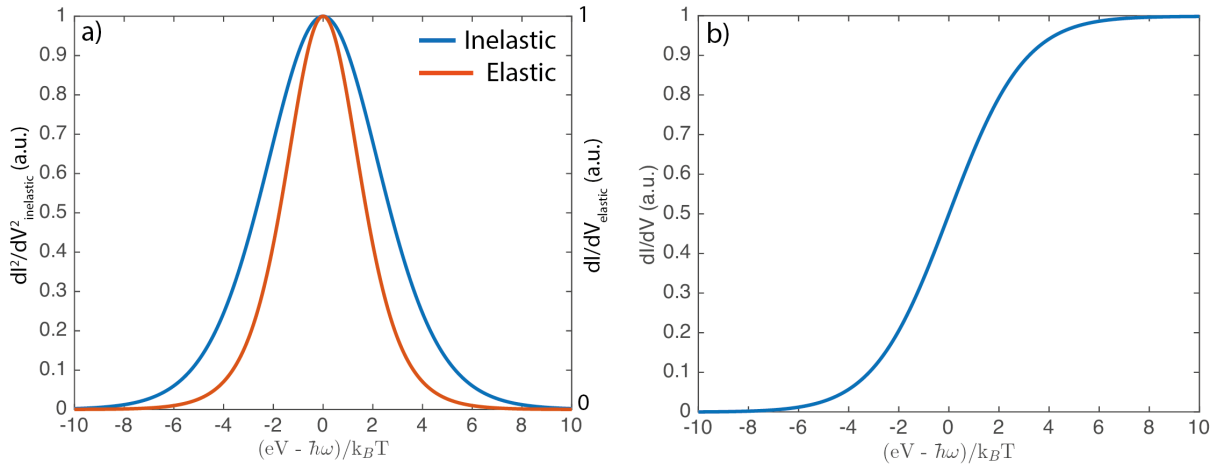 a)
Inelastic
Elastic
1
0.9
0.8
0.7
0.6
0.5
0.4
0.3
0.2
0.1
0
dI²/dV²inelastic (a.u.)
-10 -8 -6 -4 -2 0 2 4 6 8 10
(eV - ℏω)/kBT
1
0
dI/dVelastic (a.u.)
b)
1
0.9
0.8
0.7
0.6
0.5
0.4
0.3
0.2
0.1
0
dI/dV (a.u.)
-10 -8 -6 -4 -2 0 2 4 6 8 10
(eV - ℏω)/kBT